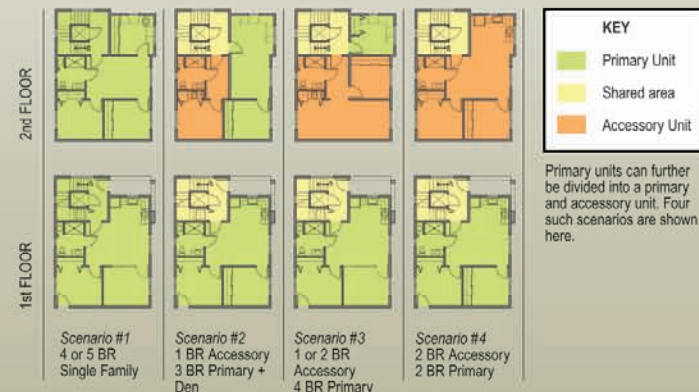 2nd FLOOR
1st FLOOR
Scenario #1
4 or 5 BR
Single Family
Scenario #2
1 BR Accessory
3 BR Primary +
Den
Scenario #3
1 or 2 BR
Accessory
4 BR Primary
Scenario #4
2 BR Accessory
2 BR Primary
KEY
Primary Unit
Shared area
Accessory Unit
Primary units can further
be divided into a primary
and accessory unit. Four
such scenarios are shown
here.